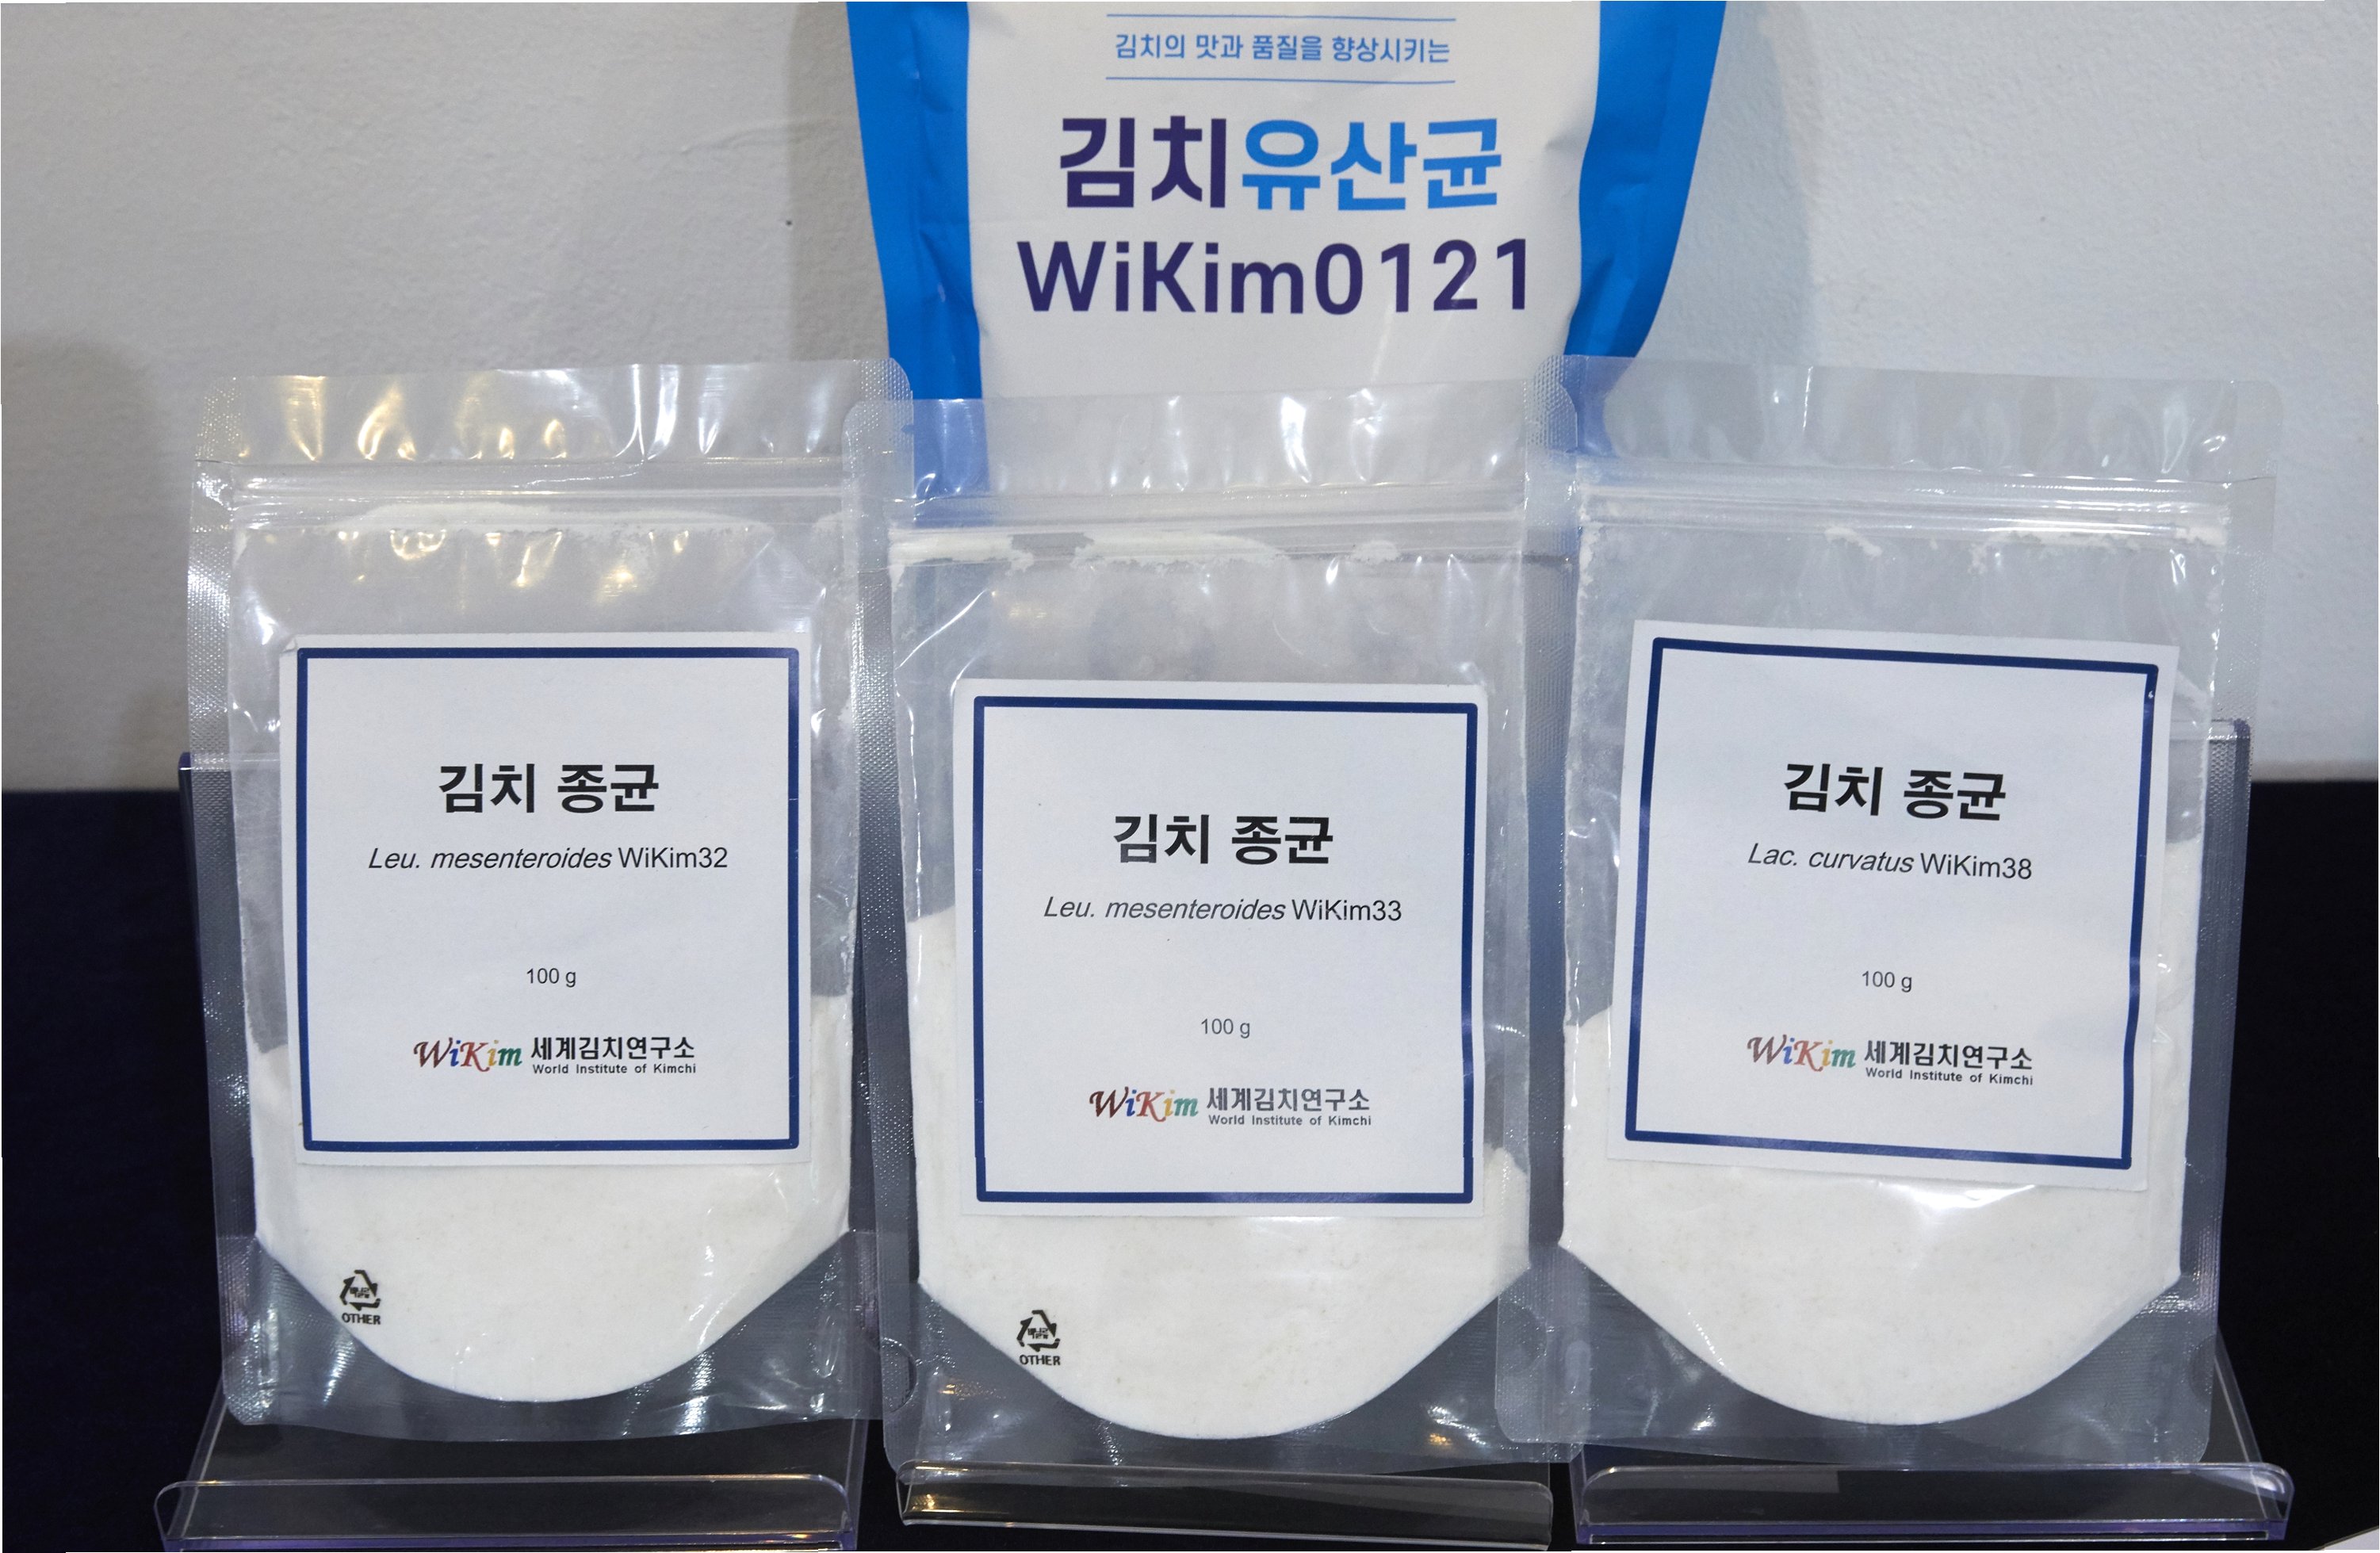 김치의 맛과 품질을 향상시키는
김치유산균
WiKim0121
김치 종균
Leu. mesenteroides WiKim32
100 g
WiKim 세계김치연구소
World Institute of Kimchi
OTHER
김치 종균
Leu. mesenteroides WiKim33
100 g
WiKim 세계김치연구소
World Institute of Kimchi
OTHER
김치 종균
Lac. curvatus WiKim38
100 g
WiKim 세계김치연구소
World Institute of Kimchi